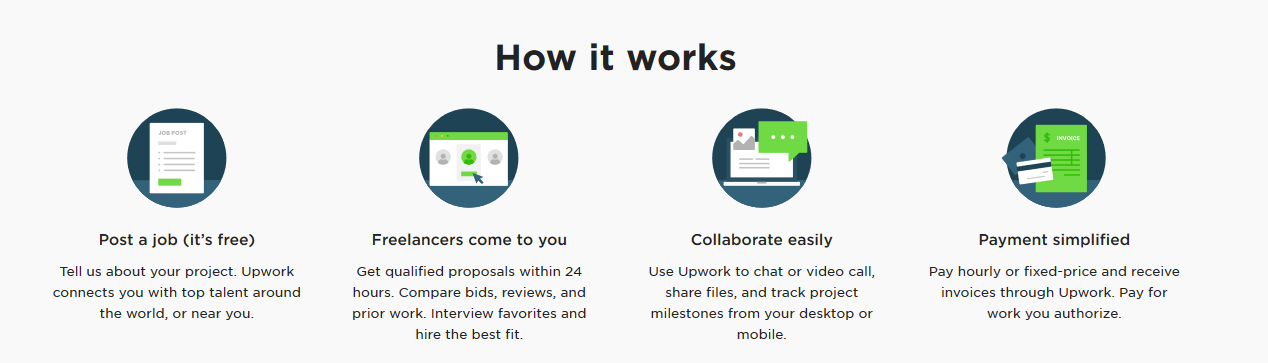 How it works
JOB POST
INVOICE
Post a job (it’s free)
Tell us about your project. Upwork
connects you with top talent around
the world, or near you.
Freelancers come to you
Get qualified proposals within 24
hours. Compare bids, reviews, and
prior work. Interview favorites and
hire the best fit.
Collaborate easily
Use Upwork to chat or video call,
share files, and track project
milestones from your desktop or
mobile.
Payment simplified
Pay hourly or fixed-price and receive
invoices through Upwork. Pay for
work you authorize.